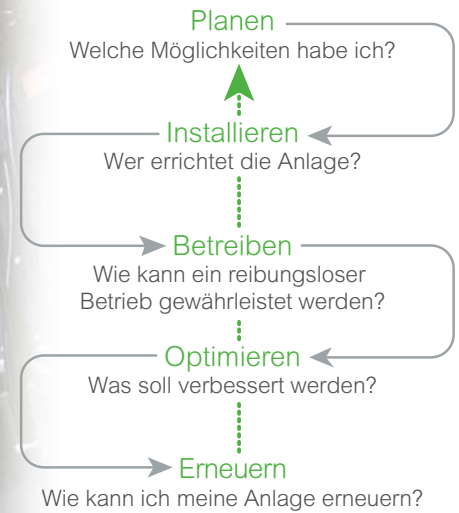 Planen
Welche Möglichkeiten habe ich?
Installieren
Wer errichtet die Anlage?
Betreiben
Wie kann ein reibungsloser
Betrieb gewährleistet werden?
Optimieren
Was soll verbessert werden?
Erneuern
Wie kann ich meine Anlage erneuern?